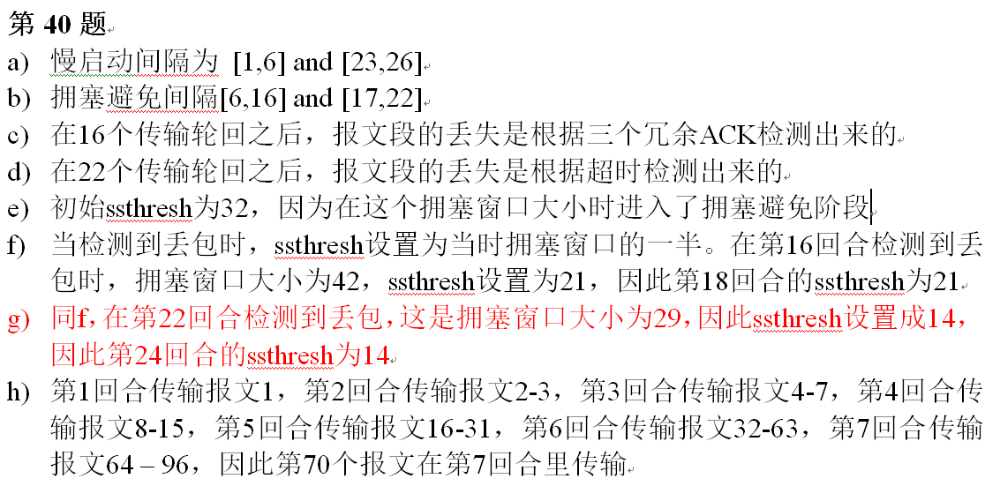 第 40 题
a) 慢启动间隔为 [1,6] and [23,26]
b) 拥塞避免间隔[6,16] and [17,22]
c) 在16个传输轮回之后，报文段的丢失是根据三个冗余ACK检测出来的
d) 在22个传输轮回之后，报文段的丢失是根据超时检测出来的
e) 初始ssthresh为32，因为在这个拥塞窗口大小时进入了拥塞避免阶段
f) 当检测到丢包时，ssthresh设置为当时拥塞窗口的一半。在第16回合检测到丢
包时，拥塞窗口大小为42，ssthresh设置为21，因此第18回合的ssthresh为21
g) 同f，在第22回合检测到丢包，这是拥塞窗口大小为29，因此ssthresh设置成14，
因此第24回合的ssthresh为14
h) 第1回合传输报文1，第2回合传输报文2-3，第3回合传输报文4-7，第4回合传
输报文8-15，第5回合传输报文16-31，第6回合传输报文32-63，第7回合传输
报文64 – 96，因此第70个报文在第7回合里传输